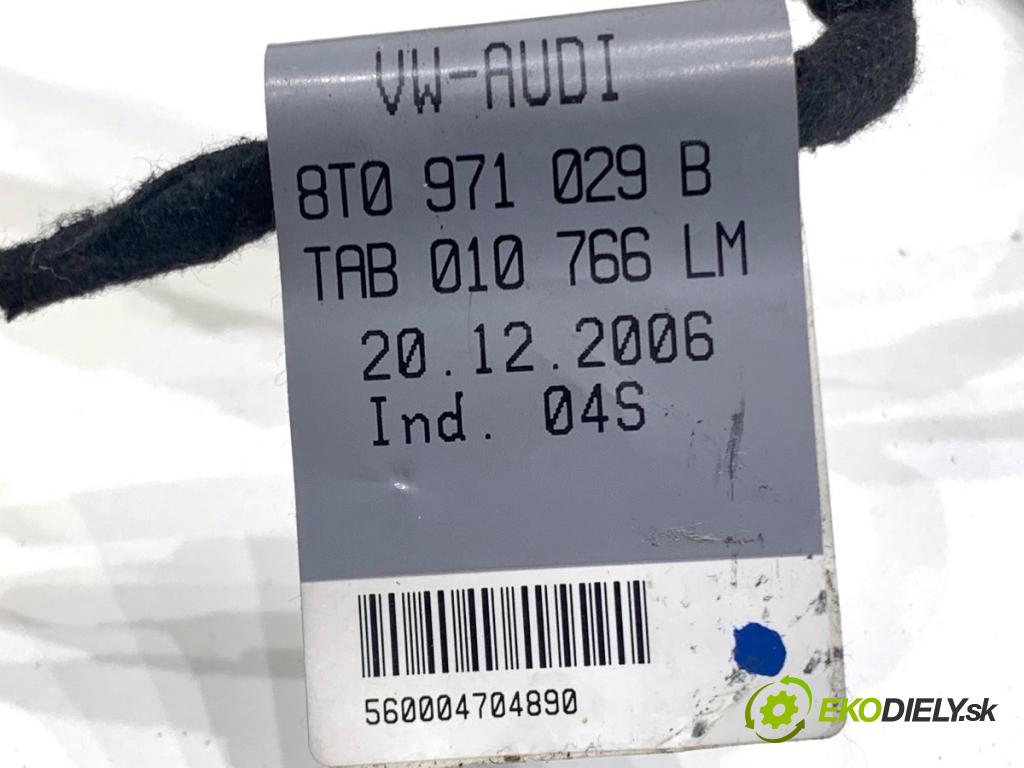 VW-AUDI
8T0 971 029 B
TAB 010 766 LM
20.12.2006
Ind. 04S
560004704890
EKODIELY.sk